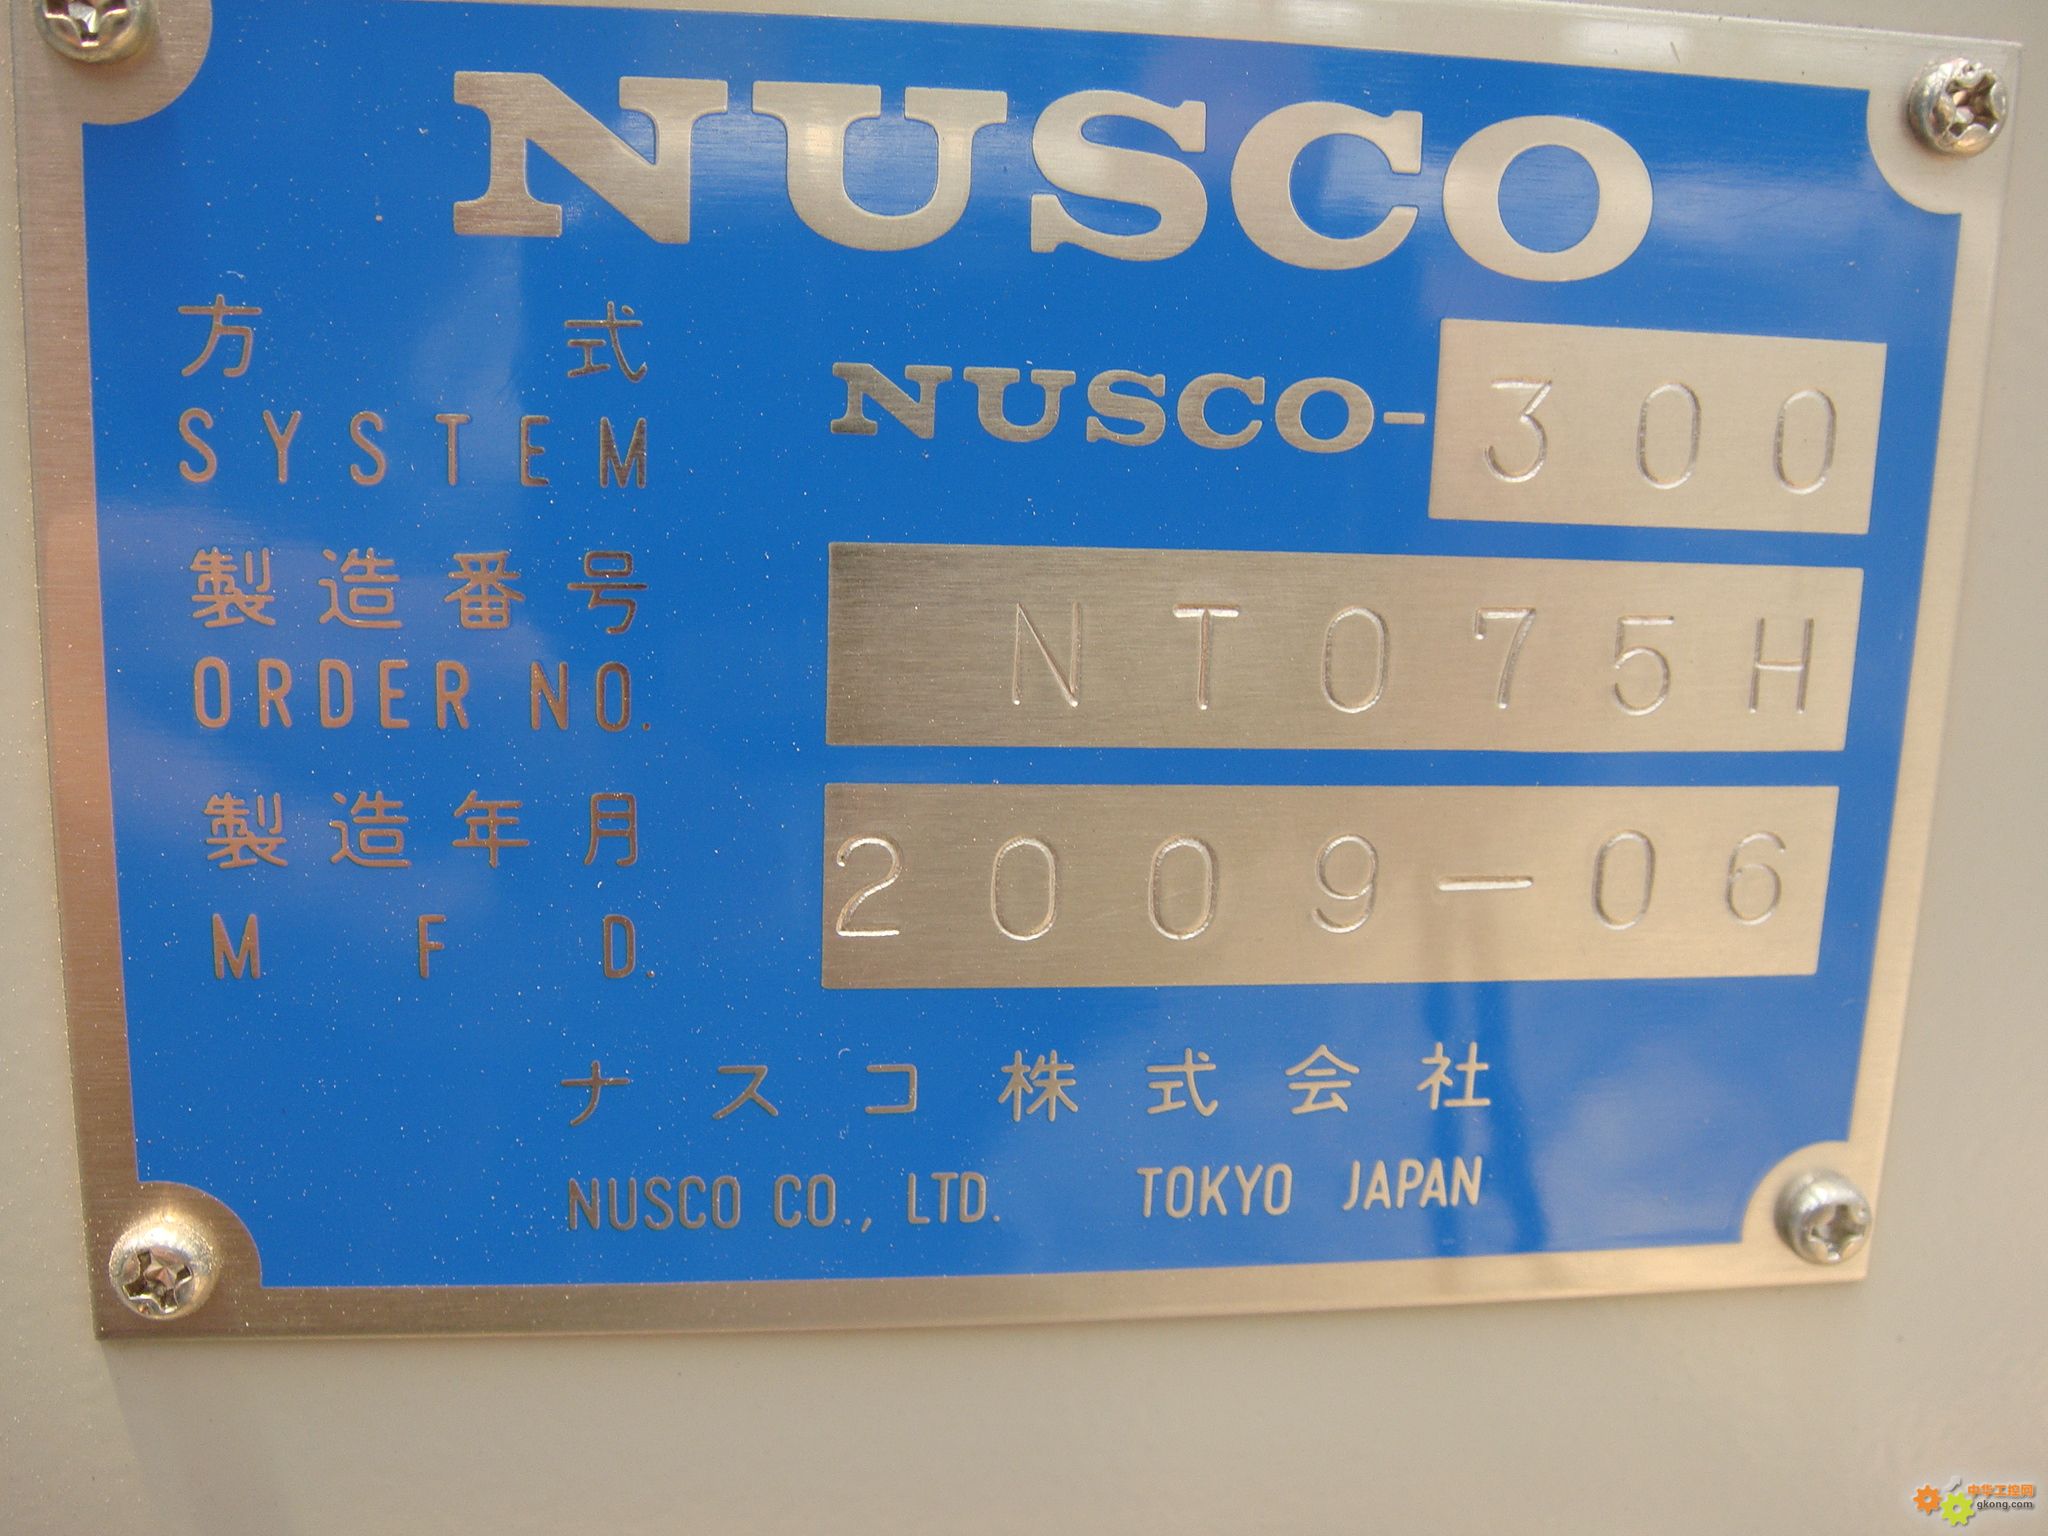 NUSCO
方式 NUSCO-300
SYSTEM
製造番号 NT075H
ORDER NO.
製造年月 2009-06
M F D.
ナスコ株式会社
NUSCO CO., LTD. TOKYO JAPAN
中华工控网
gkong.com